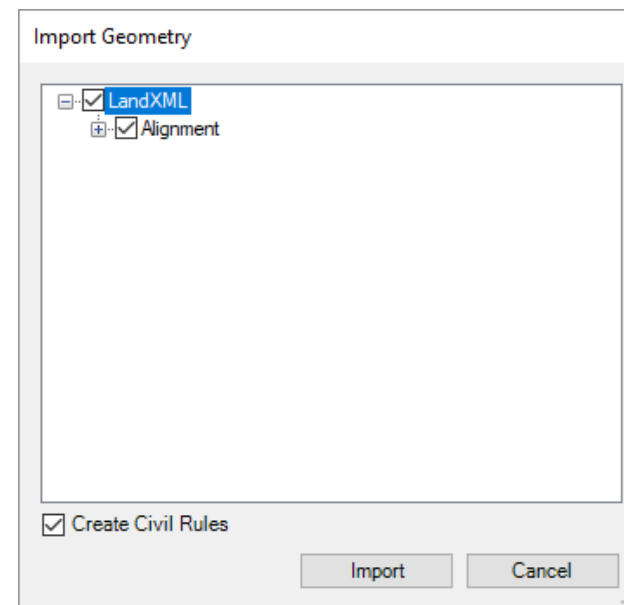 Import Geometry
LandXML
Alignment
Create Civil Rules
Import
Cancel